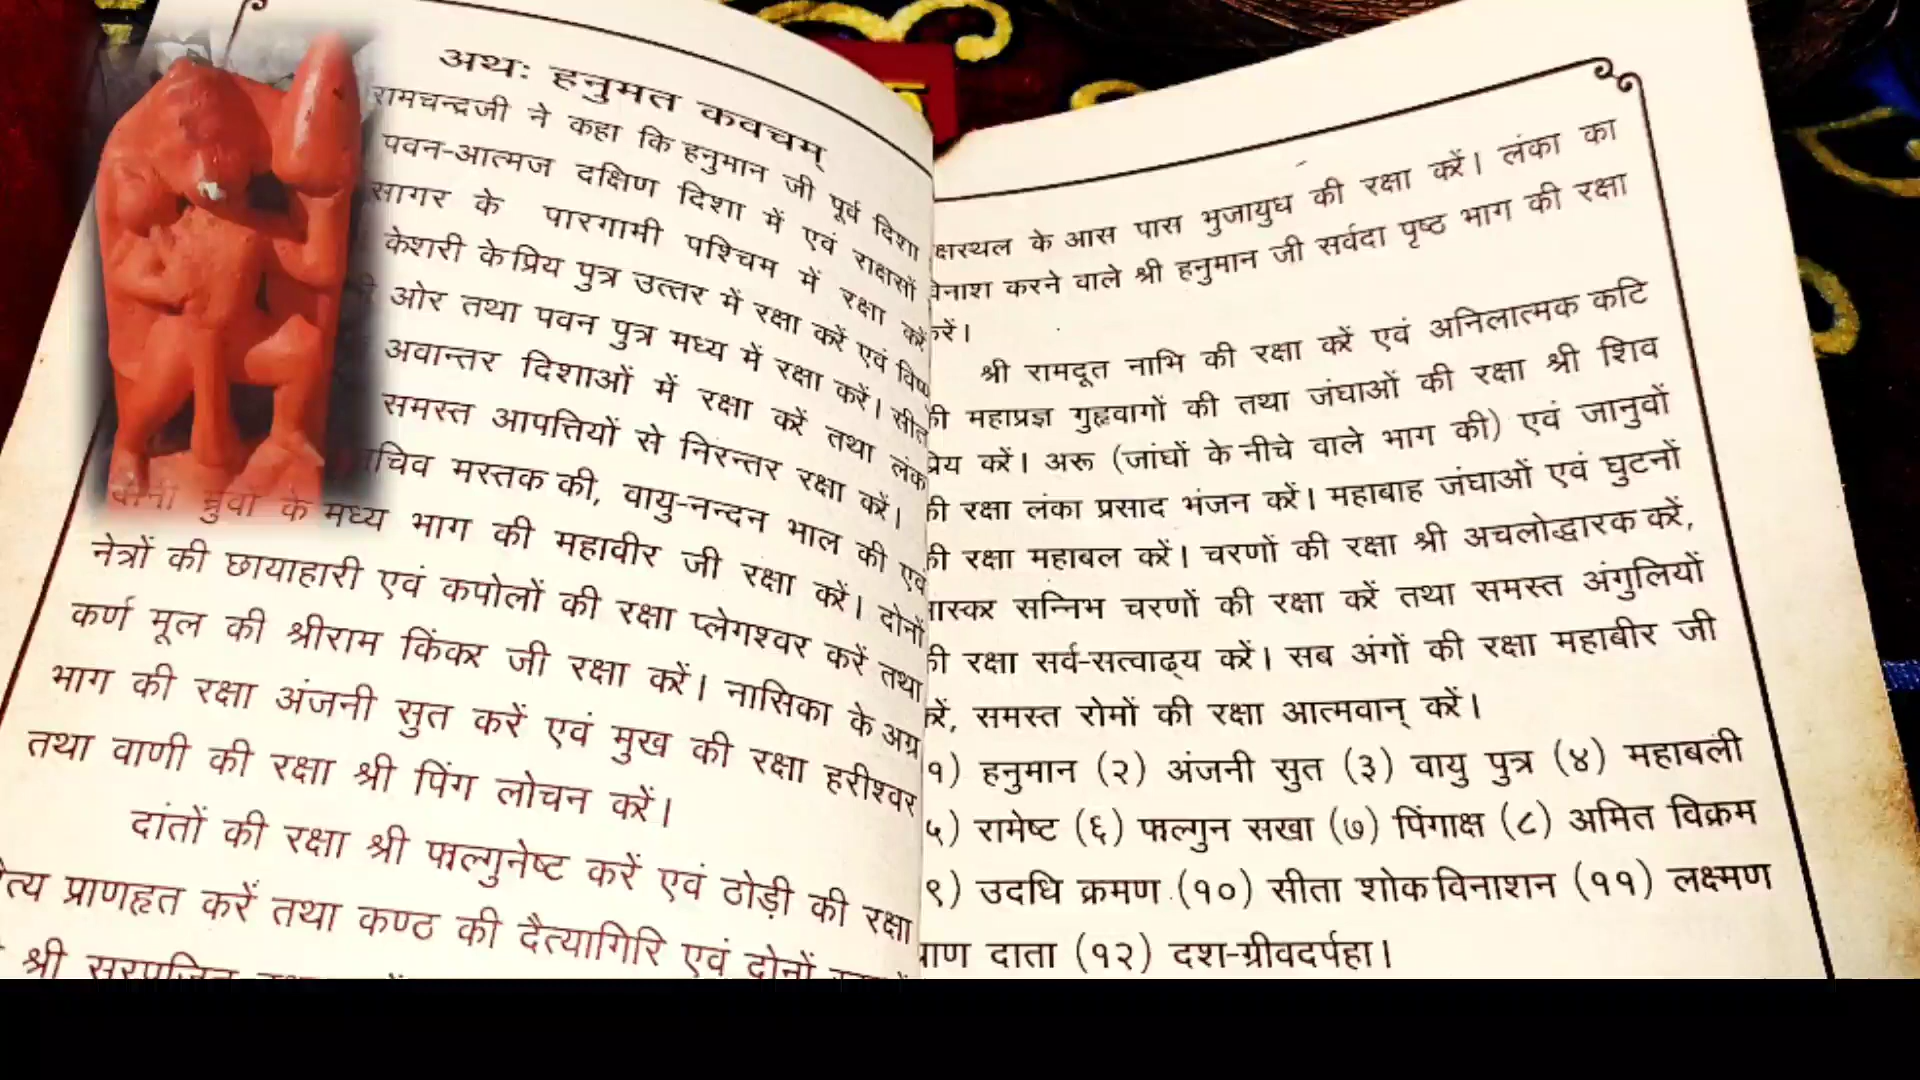 अथः हनुमत कवचम्
रामचन्द्रजी ने कहा कि हनुमान जी पूर्व दिशा
पवन-आत्मज दक्षिण दिशा में एवं राक्षसों
सागर के पारगामी पश्चिम में रक्षा करें
केशरी के प्रिय पुत्र उत्तर में रक्षा करें एवं
ओर तथा पवन पुत्र मध्य में रक्षा करें।
अवान्तर दिशाओं में रक्षा करें तथा
समस्त आपत्तियों से निरन्तर रक्षा करें।
मस्तक की, वायु-नन्दन भाल की एवं
के मध्य भाग की महावीर जी रक्षा करें। दोनों
नेत्रों की छायाहारी एवं कपोलों की रक्षा प्लेगश्वर करें तथा
कर्ण मूल की श्रीराम किंकर जी रक्षा करें। नासिका के अग्र
भाग की रक्षा अंजनी सुत करें एवं मुख की रक्षा हरीश्वर
तथा वाणी की रक्षा श्री पिंग लोचन करें।
दांतों की रक्षा श्री फाल्गुनेष्ट करें एवं ठोड़ी की रक्षा
प्राणहृत करें तथा कण्ठ की दैत्यागिरि एवं दोनों
श्री
के आस पास भुजायुध की रक्षा करें। लंका का
करने वाले श्री हनुमान जी सर्वदा पृष्ठ भाग की रक्षा
श्री रामदूत नाभि की रक्षा करें एवं अनिलात्मक कटि
की महाप्रज्ञ गुह्रवागों की तथा जंघाओं की रक्षा श्री शिव
प्रिय करें। अरू (जांघों के नीचे वाले भाग की) एवं जानुवों
की रक्षा लंका प्रसाद भंजन करें। महाबाह जंघाओं एवं घुटनों
की रक्षा महाबल करें। चरणों की रक्षा श्री अचलोद्धारक करें,
सन्निभ चरणों की रक्षा करें तथा समस्त अंगुलियों
की रक्षा सर्व-सत्वाढ्य करें। सब अंगों की रक्षा महाबीर जी
करें, समस्त रोमों की रक्षा आत्मवान् करें।
१) हनुमान (२) अंजनी सुत (३) वायु पुत्र (४) महाबली
५) रामेष्ट (६) फाल्गुन सखा (७) पिंगाक्ष (८) अमित विक्रम
९) उदधि क्रमण (१०) सीता शोक विनाशन (११) लक्ष्मण
दाता (१२) दश-ग्रीवदर्पहा।